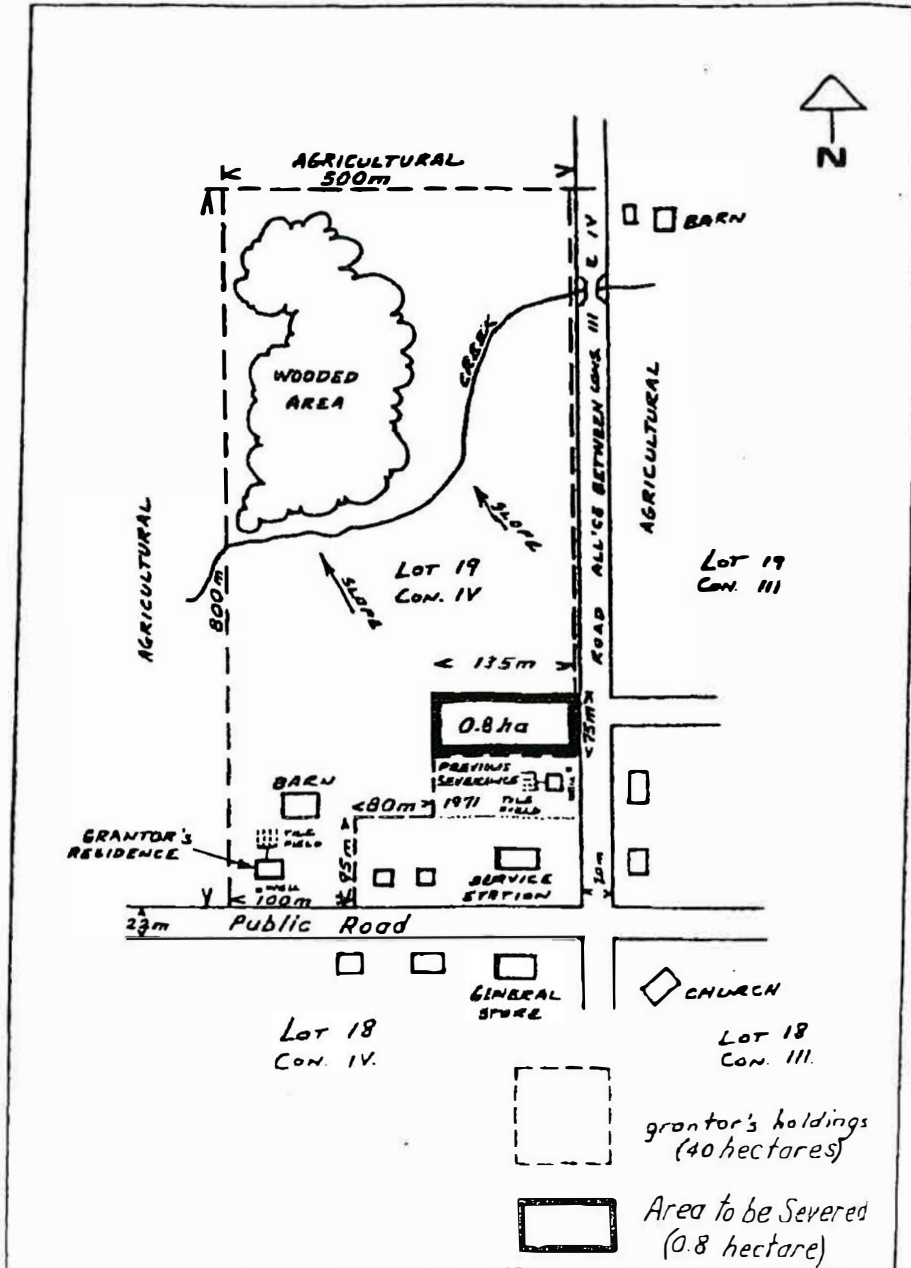 N
AGRICULTURAL
500m
BARN
ROAD ALL'CE BETWEEN CONS III & IV
CREEK
WOODED
AREA
AGRICULTURAL
AGRICULTURAL
800m
SLOPE
SLOPE
LOT 19
CON. IV
LOT 19
CON. III
135m
0.8 ha
75m
PREVIOUS
SEVERANCE
1971
TILE
FIELD
WELL
BARN
80m
GRANTOR'S
RESIDENCE
TILE
FIELD
95m
WELL
100m
SERVICE
STATION
20m
23m
Public Road
GENERAL
STORE
CHURCH
LOT 18
CON. IV.
LOT 18
CON. III.
grantor's holdings
(40 hectares)
Area to be Severed
(0.8 hectare)